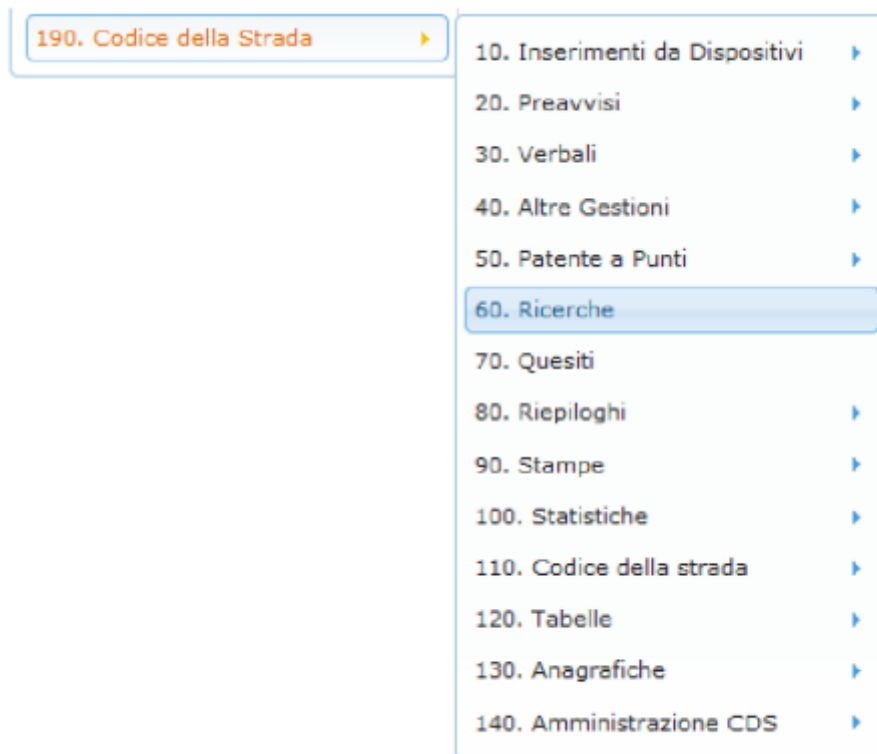 190. Codice della Strada
10. Inserimenti da Dispositivi
20. Preavvisi
30. Verbali
40. Altre Gestioni
50. Patente a Punti
60. Ricerche
70. Quesiti
80. Riepiloghi
90. Stampe
100. Statistiche
110. Codice della strada
120. Tabelle
130. Anagrafiche
140. Amministrazione CDS